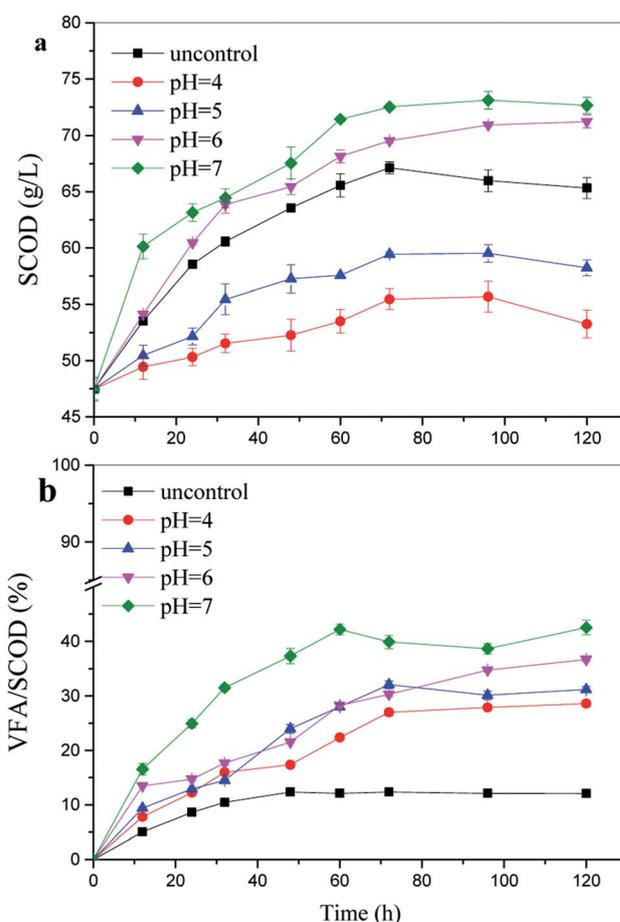 a
80
75
70
65
60
55
50
45
SCOD (g/L)
uncontrol
pH=4
pH=5
pH=6
pH=7
0 20 40 60 80 100 120
b
100
90
40
30
20
10
0
VFA/SCOD (%)
uncontrol
pH=4
pH=5
pH=6
pH=7
0 20 40 60 80 100 120
Time (h)